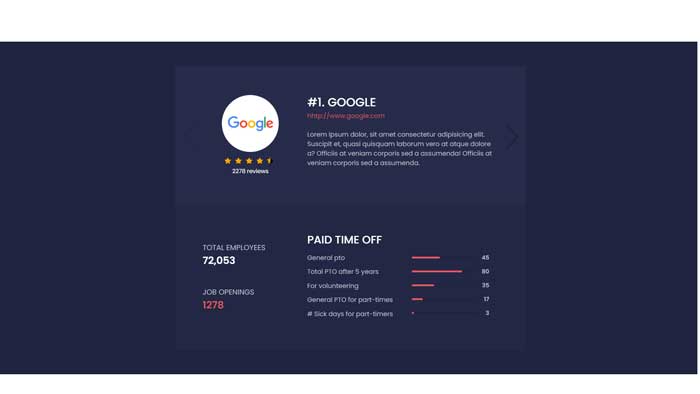 Google
2278 reviews
#1. GOOGLE
hhtp://www.google.com
Lorem ipsum dolor, sit amet consectetur adipisicing elit.
Suscipit et, quasi quisquam laborum vero at atque dolore
a? Officiis at veniam corporis sed a assumenda! Officiis at
veniam corporis sed a assumenda.
TOTAL EMPLOYEES
72,053
JOB OPENINGS
1278
PAID TIME OFF
General pto 45
Total PTO after 5 years 80
For volunteering 35
General PTO for part-times 17
# Sick days for part-timers 3